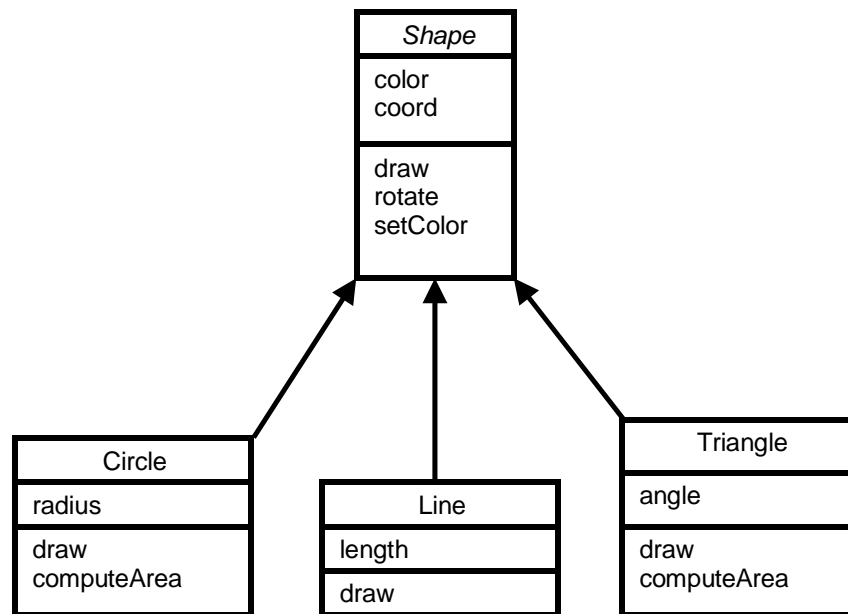 Shape
color
coord
draw
rotate
setColor
Circle
radius
draw
computeArea
Line
length
draw
Triangle
angle
draw
computeArea